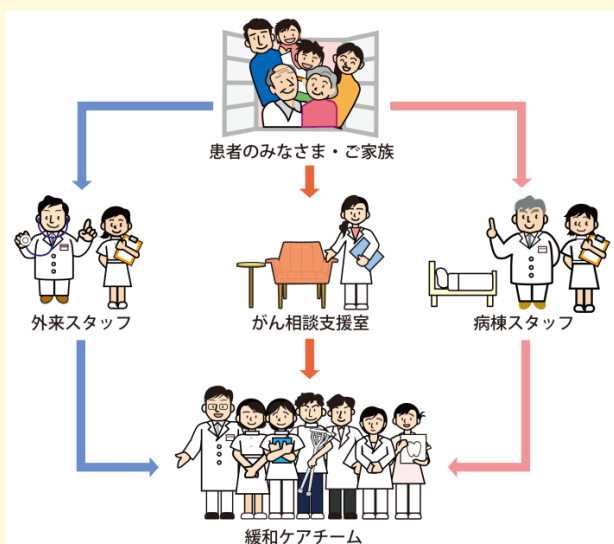 患者のみなさま・ご家族
外来スタッフ
がん相談支援室
病棟スタッフ
緩和ケアチーム